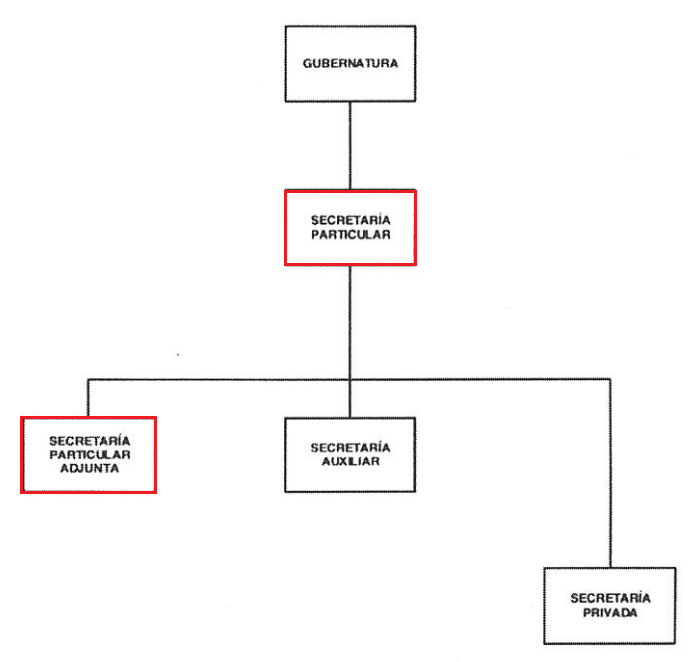 GUBERNATURA
SECRETARÍA
PARTICULAR
SECRETARÍA
PARTICULAR
ADJUNTA
SECRETARÍA
AUXILIAR
SECRETARÍA
PRIVADA